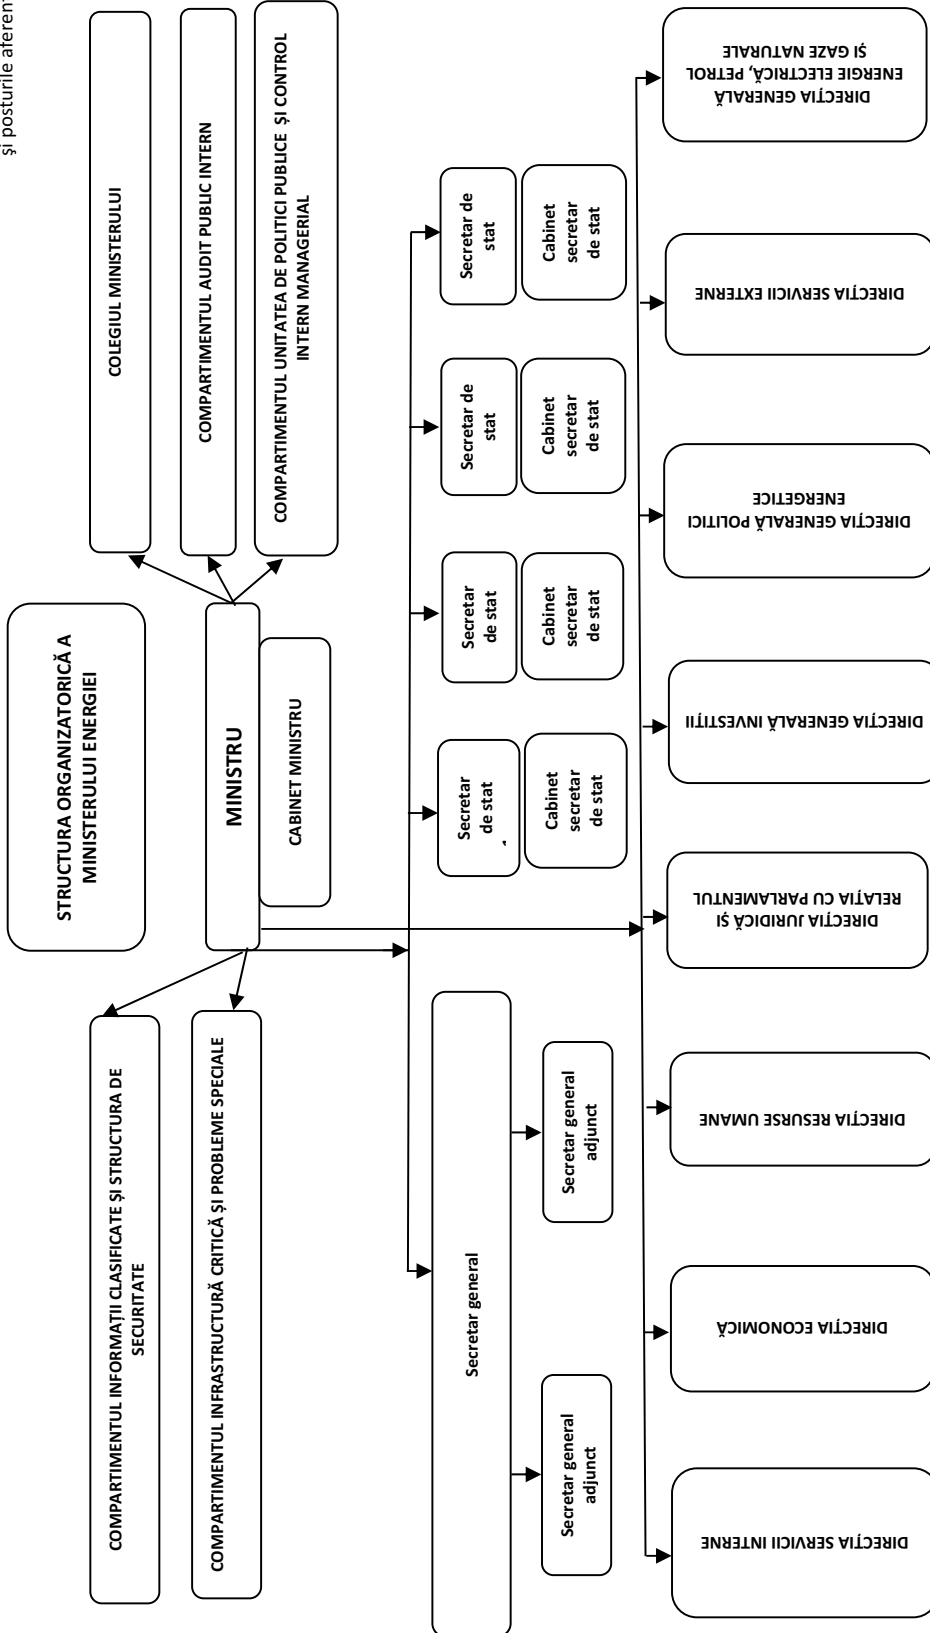 și posturile aferent
STRUCTURA ORGANIZATORICĂ A
MINISTERULUI ENERGIEI
COMPARTIMENTUL INFORMAȚII CLASIFICATE ȘI STRUCTURA DE
SECURITATE
COMPARTIMENTUL INFRASTRUCTURĂ CRITICĂ ȘI PROBLEME SPECIALE
MINISTRU
CABINET MINISTRU
COLEGIUL MINISTERULUI
COMPARTIMENTUL AUDIT PUBLIC INTERN
COMPARTIMENTUL UNITATEA DE POLITICI PUBLICE ȘI CONTROL
INTERN MANAGERIAL
Secretar general
Secretar general
adjunct
Secretar general
adjunct
Secretar
de stat
Cabinet
secretar
de stat
Secretar
de stat
Cabinet
secretar
de stat
Secretar de
stat
Cabinet
secretar
de stat
Secretar de
stat
Cabinet
secretar
de stat
DIRECȚIA SERVICII INTERNE
DIRECȚIA ECONOMICĂ
DIRECȚIA RESURSE UMANE
DIRECȚIA JURIDICĂ ȘI
RELAȚIA CU PARLAMENTUL
DIRECȚIA GENERALĂ INVESTIȚII
DIRECȚIA GENERALĂ POLITICI
ENERGETICE
DIRECȚIA SERVICII EXTERNE
DIRECȚIA GENERALĂ
ENERGIE ELECTRICĂ, PETROL
ȘI GAZE NATURALE